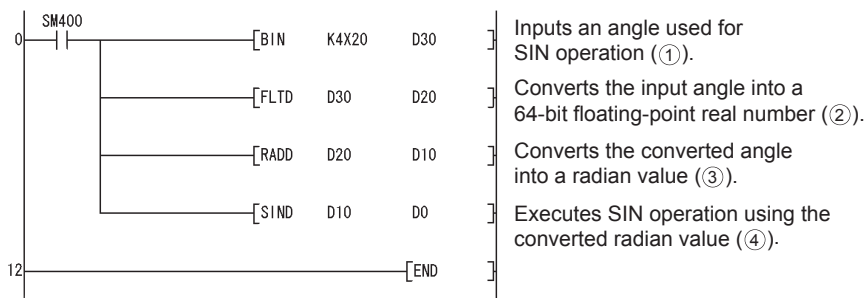 SM400
0 BIN K4X20 D30 Inputs an angle used for
SIN operation (①).
FLTD D30 D20 Converts the input angle into a
64-bit floating-point real number (②).
RADD D20 D10 Converts the converted angle
into a radian value (③).
SIND D10 D0 Executes SIN operation using the
converted radian value (④).
12 END